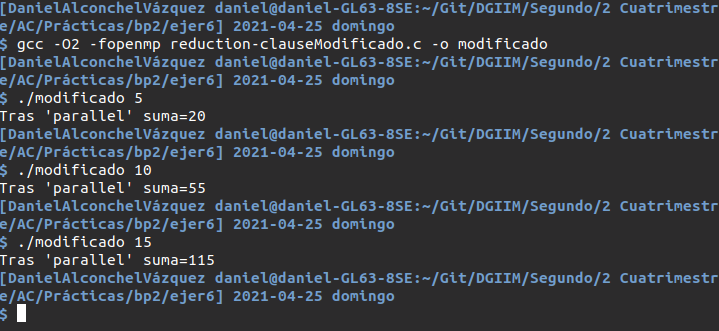 [DanielAlconchelVázquez daniel@daniel-GL63-8SE:~/Git/DGIIM/Segundo/2 Cuatrimestr
e/AC/Prácticas/bp2/ejer6] 2021-04-25 domingo
$ gcc -O2 -fopenmp reduction-clauseModificado.c -o modificado
[DanielAlconchelVázquez daniel@daniel-GL63-8SE:~/Git/DGIIM/Segundo/2 Cuatrimestr
e/AC/Prácticas/bp2/ejer6] 2021-04-25 domingo
$ ./modificado 5
Tras 'parallel' suma=20
[DanielAlconchelVázquez daniel@daniel-GL63-8SE:~/Git/DGIIM/Segundo/2 Cuatrimestr
e/AC/Prácticas/bp2/ejer6] 2021-04-25 domingo
$ ./modificado 10
Tras 'parallel' suma=55
[DanielAlconchelVázquez daniel@daniel-GL63-8SE:~/Git/DGIIM/Segundo/2 Cuatrimestr
e/AC/Prácticas/bp2/ejer6] 2021-04-25 domingo
$ ./modificado 15
Tras 'parallel' suma=115
[DanielAlconchelVázquez daniel@daniel-GL63-8SE:~/Git/DGIIM/Segundo/2 Cuatrimestr
e/AC/Prácticas/bp2/ejer6] 2021-04-25 domingo
$